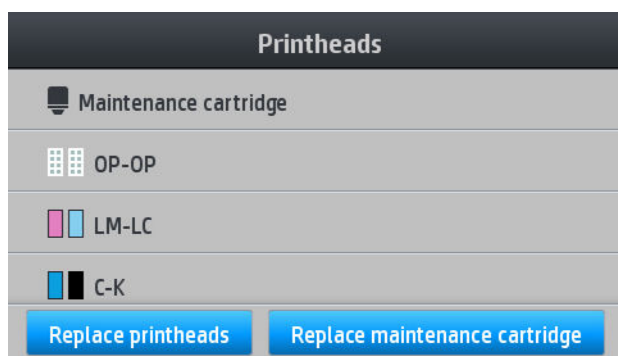 Printheads
Maintenance cartridge
OP-OP
LM-LC
C-K
Replace printheads
Replace maintenance cartridge